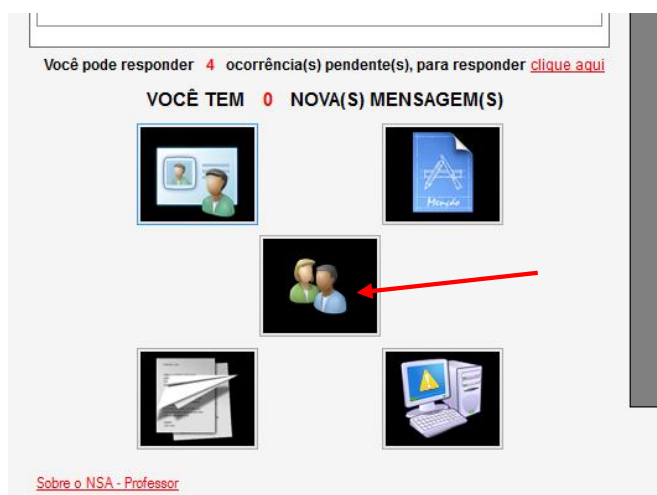 Você pode responder 4 ocorrência(s) pendente(s), para responder clique aqui
VOCÊ TEM 0 NOVA(S) MENSAGEM(S)
Menção
Sobre o NSA - Professor